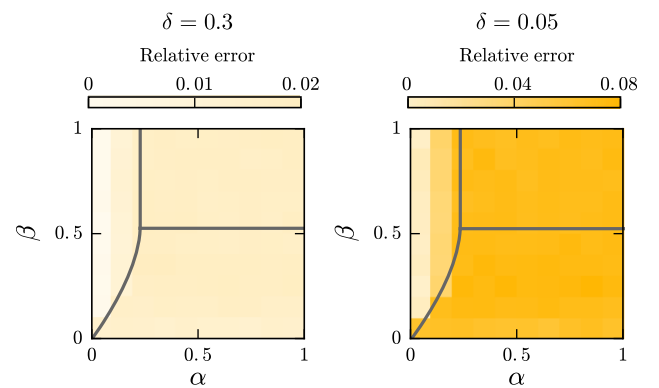 δ = 0.3
Relative error
0 0.01 0.02
1
β
0.5
0
0 0.5 1
α
δ = 0.05
Relative error
0 0.04 0.08
1
β
0.5
0
0 0.5 1
α